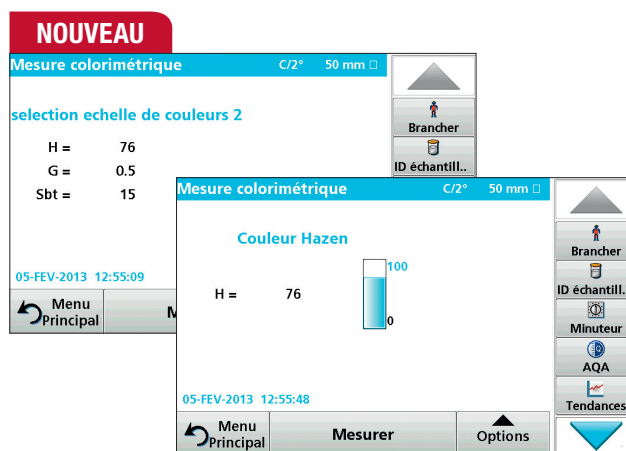 NOUVEAU
Mesure colorimétrique C/2° 50 mm
selection echelle de couleurs 2
H = 76
G = 0.5
Sbt = 15
05-FEV-2013 12:55:09
Menu
Principal
Brancher
ID échantill..
Mesure colorimétrique C/2° 50 mm
Couleur Hazen
100
H = 76
0
05-FEV-2013 12:55:48
Menu
Principal
Mesurer
Options
Brancher
ID échantill.
Minuteur
AQA
Tendances